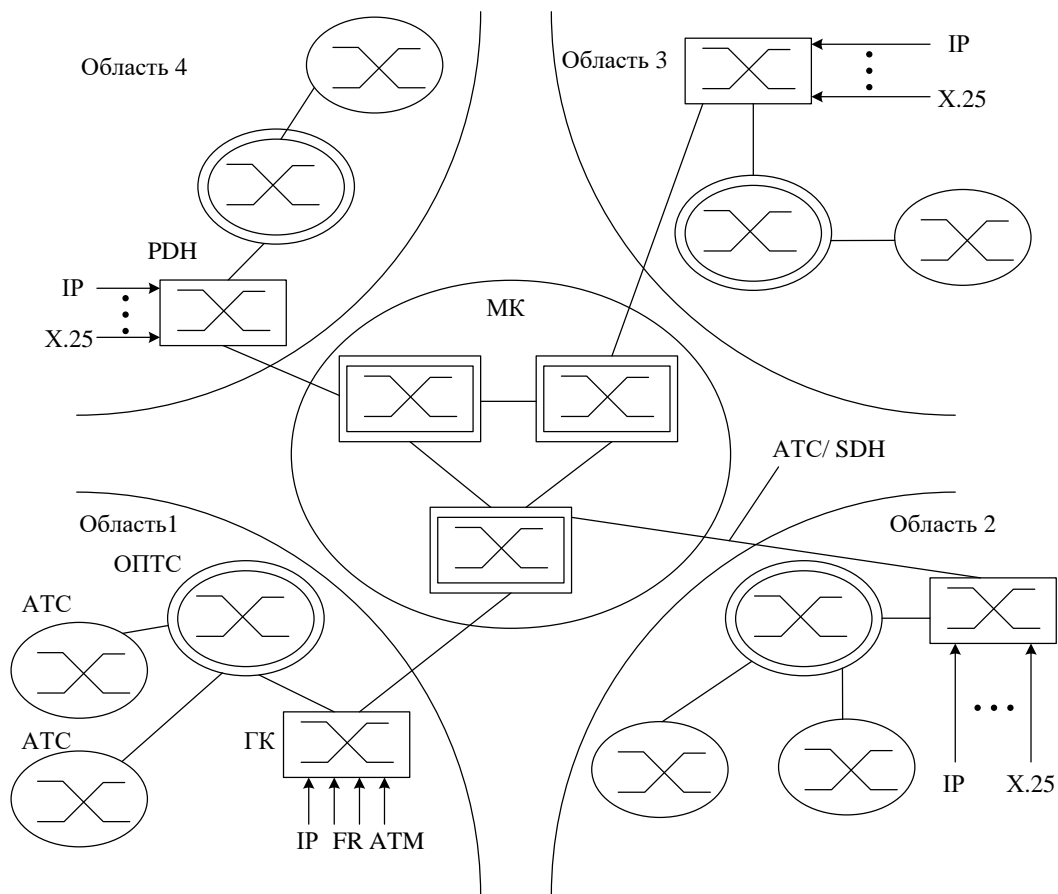 Область 4
Область 3
IP
X.25
PDH
IP
X.25
МК
АТС/ SDH
Область1
Область 2
ОПТС
АТС
АТС
ГК
IP
FR
ATM
IP
X.25